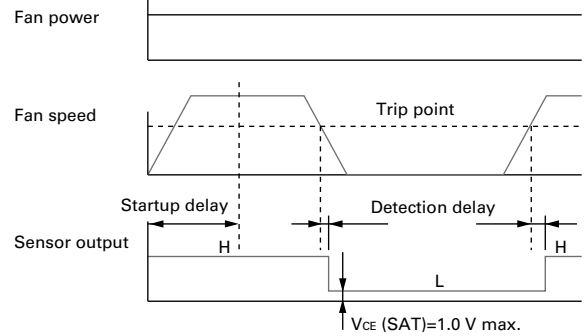 Fan power
Fan speed
Trip point
Startup delay
Detection delay
Sensor output
H
H
L
VCE (SAT)=1.0 V max.